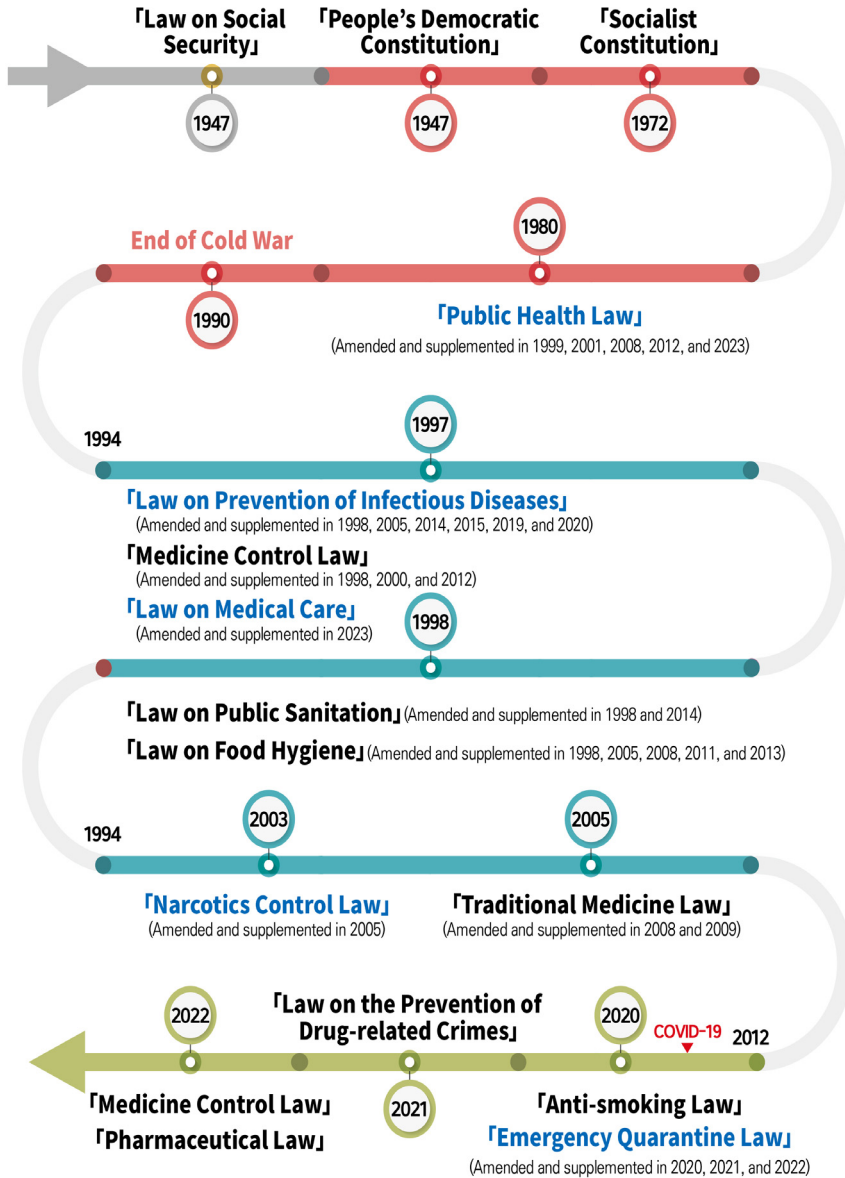 「Law on Social
Security」
「People's Democratic
Constitution」
「Socialist
Constitution」
1947
1947
1972
End of Cold War
1980
1990
「Public Health Law」
(Amended and supplemented in 1999, 2001, 2008, 2012, and 2023)
1994
1997
「Law on Prevention of Infectious Diseases」
(Amended and supplemented in 1998, 2005, 2014, 2015, 2019, and 2020)
「Medicine Control Law」
(Amended and supplemented in 1998, 2000, and 2012)
「Law on Medical Care」
(Amended and supplemented in 2023)
1998
「Law on Public Sanitation」(Amended and supplemented in 1998 and 2014)
「Law on Food Hygiene」(Amended and supplemented in 1998, 2005, 2008, 2011, and 2013)
1994
2003
2005
「Narcotics Control Law」
(Amended and supplemented in 2005)
「Traditional Medicine Law」
(Amended and supplemented in 2008 and 2009)
2022
「Law on the Prevention of
Drug-related Crimes」
2020
COVID-19
2012
「Medicine Control Law」
「Pharmaceutical Law」
2021
「Anti-smoking Law」
「Emergency Quarantine Law」
(Amended and supplemented in 2020, 2021, and 2022)